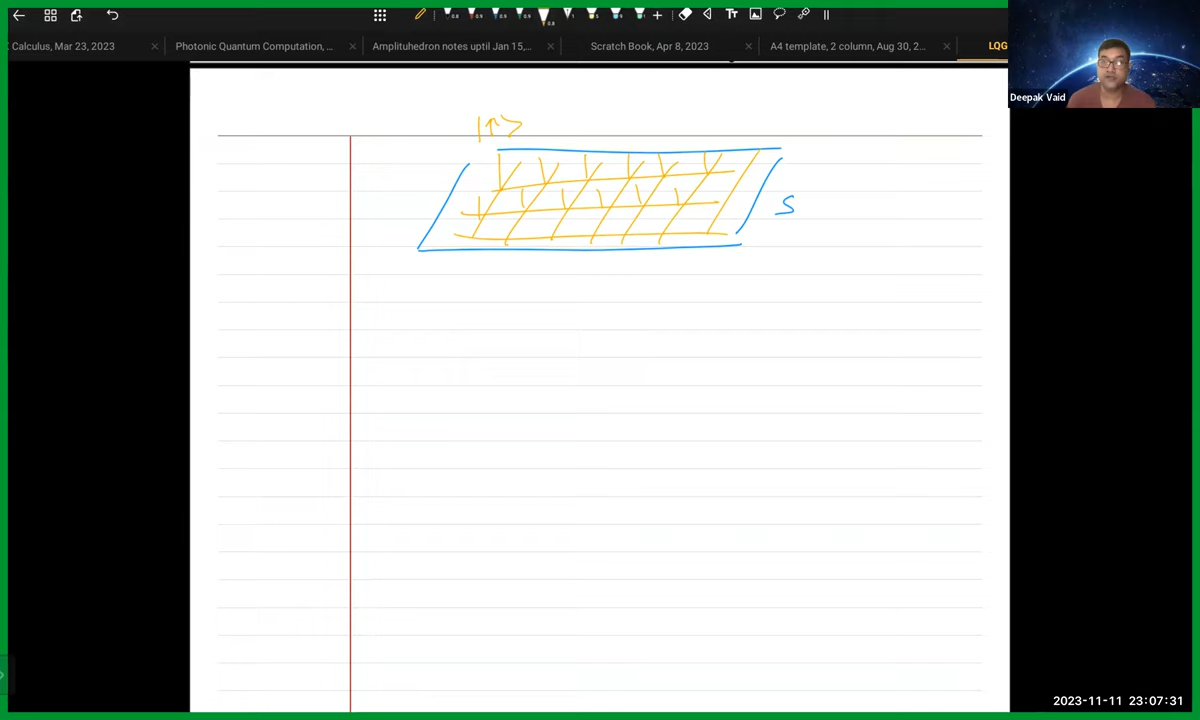 Tr
Calculus, Mar 23, 2023 Photonic Quantum Computation, ... Amplituhedron notes uptil Jan 15,... Scratch Book, Apr 8, 2023 A4 template, 2 column, Aug 30, 2... LQG
Deepak Vaid
|↑>
S
2023-11-11 23:07:31